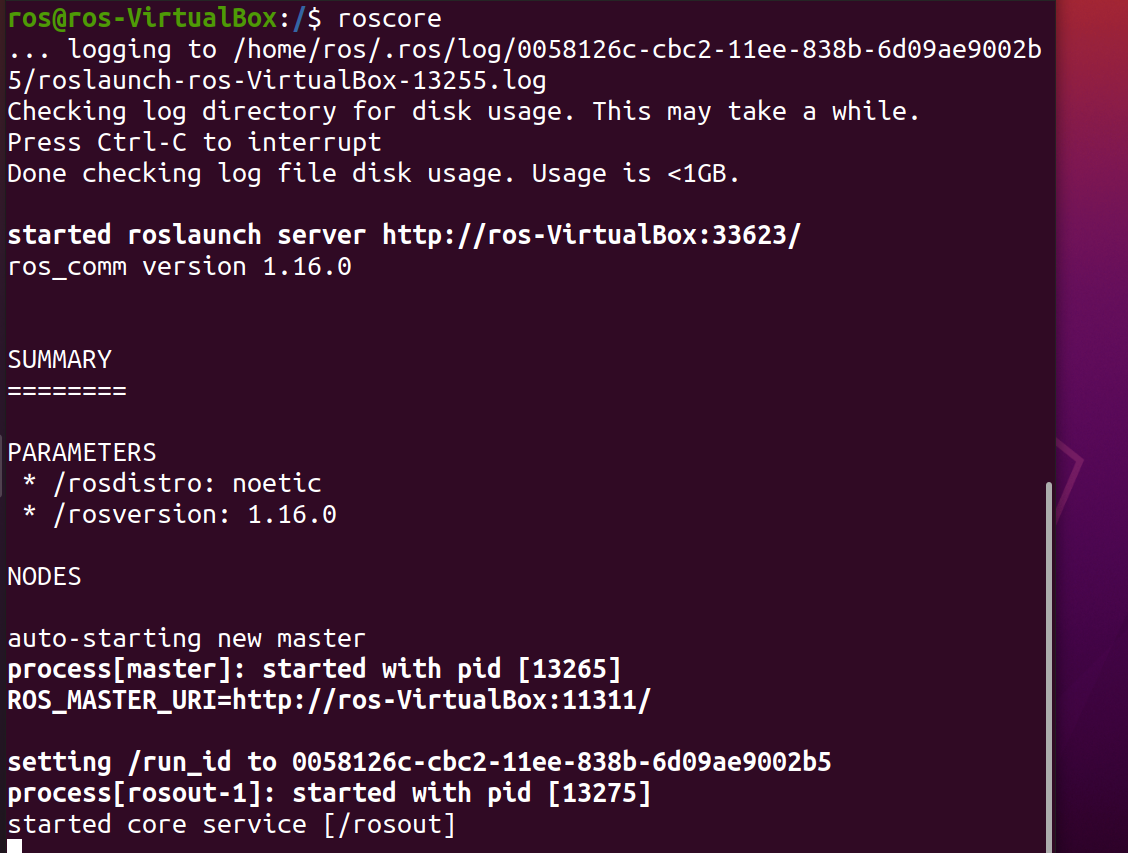 ros@ros-VirtualBox:/$ roscore
... logging to /home/ros/.ros/log/0058126c-cbc2-11ee-838b-6d09ae9002b
5/roslaunch-ros-VirtualBox-13255.log
Checking log directory for disk usage. This may take a while.
Press Ctrl-C to interrupt
Done checking log file disk usage. Usage is <1GB.
started roslaunch server http://ros-VirtualBox:33623/
ros_comm version 1.16.0
SUMMARY
========
PARAMETERS
 * /rosdistro: noetic
 * /rosversion: 1.16.0
NODES
auto-starting new master
process[master]: started with pid [13265]
ROS_MASTER_URI=http://ros-VirtualBox:11311/
setting /run_id to 0058126c-cbc2-11ee-838b-6d09ae9002b5
process[rosout-1]: started with pid [13275]
started core service [/rosout]